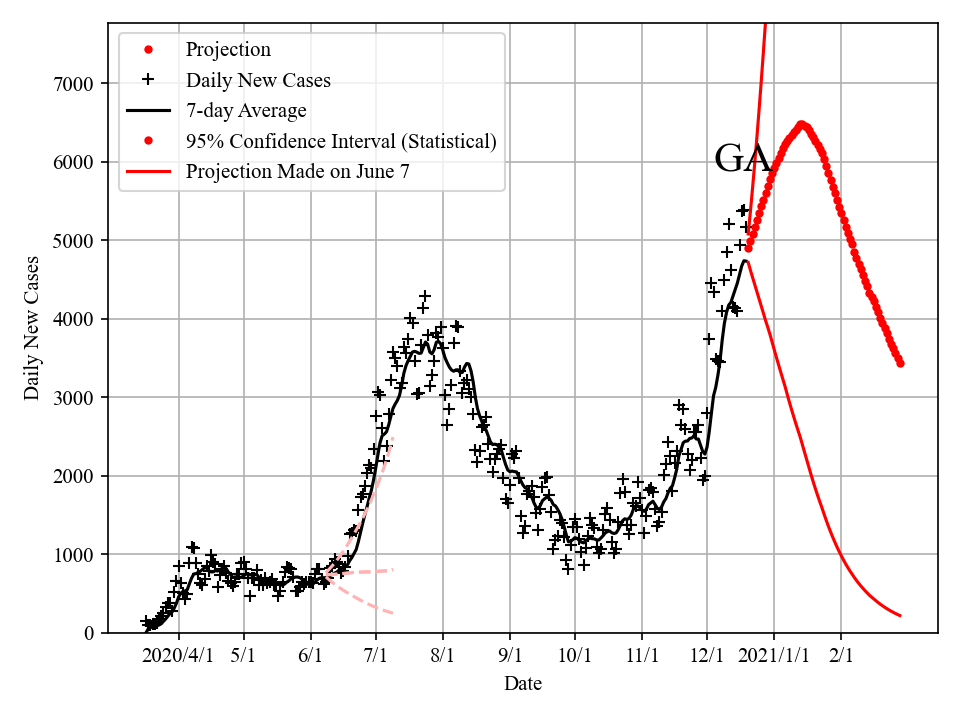 Projection
Daily New Cases
7-day Average
95% Confidence Interval (Statistical)
Projection Made on June 7
GA
7000
6000
5000
4000
3000
2000
1000
0
Daily New Cases
2020/4/1 5/1 6/1 7/1 8/1 9/1 10/1 11/1 12/1 2021/1/1 2/1
Date